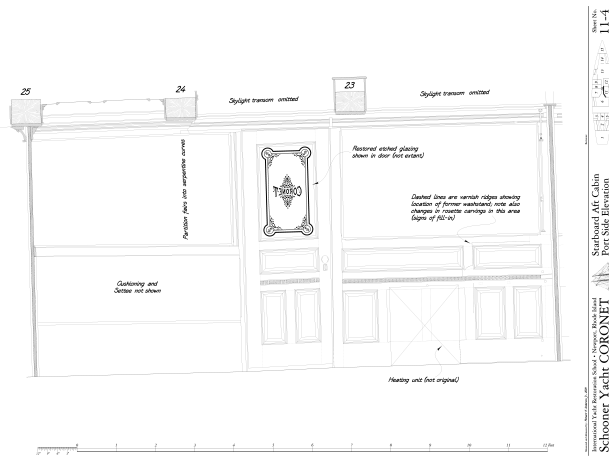 25
24
23
Skylight transom omitted
Skylight transom omitted
Partition fairs into serpentine curves
Restored etched glazing
shown in door (not extant)
CORONET
Dashed lines are varnish ridges showing
location of former washstand; note also
changes in rosette carvings in this area
(signs of fill-in)
Cushioning and
Settee not shown
Heating unit (not original)
0 1 2 3 4 5 6 7 8 9 10 11 12 Feet
Sheet No.
11-4
Starboard Aft Cabin
Port Side Elevation
International Yacht Restoration School • Newport, Rhode Island
Schooner Yacht CORONET